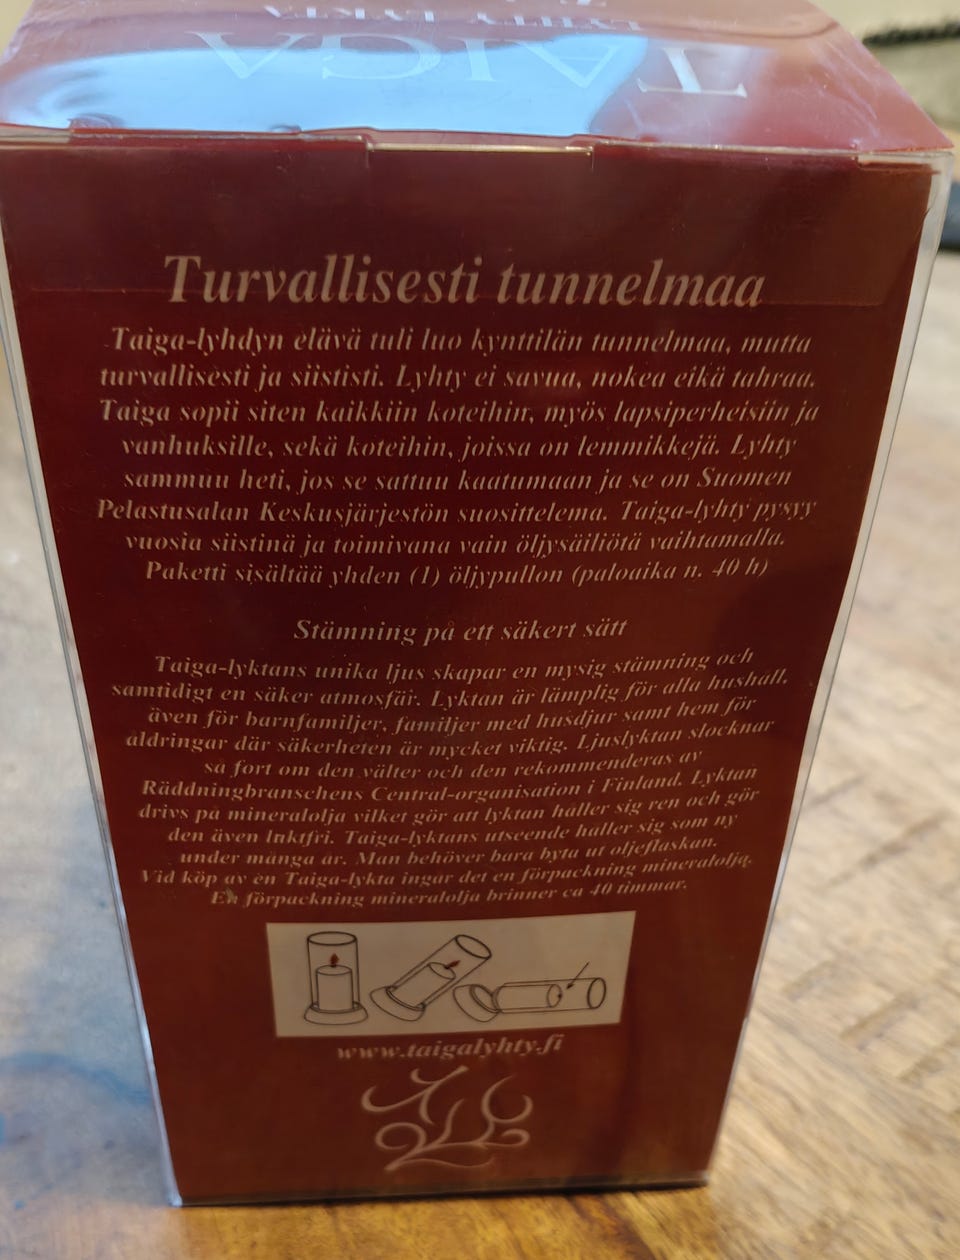 LYHTY LYKTA
TAIGA
Turvallisesti tunnelmaa
Taiga-lyhdyn elävä tuli luo kynttilän tunnelmaa, mutta
turvallisesti ja siististi. Lyhty ei savua, nokea eikä tahraa.
Taiga sopii siten kaikkiin koteihin, myös lapsiperheisiin ja
vanhuksille, sekä koteihin, joissa on lemmikkejä. Lyhty
sammuu heti, jos se sattuu kaatumaan ja se on Suomen
Pelastusalan Keskusjärjestön suosittelema. Taiga-lyhty pysyy
vuosia siistinä ja toimivana vain öljysäiliötä vaihtamalla.
Paketti sisältää yhden (1) öljypullon (paloaika n. 40 h)
Stämning på ett säkert sätt
Taiga-lyktans unika ljus skapar en mysig stämning och
samtidigt en säker atmosfär. Lyktan är lämplig för alla hushåll,
även för barnfamiljer, familjer med husdjur samt hem för
åldringar där säkerheten är mycket viktig. Ljuslyktan slocknar
så fort om den välter och den rekommenderas av
Räddningbranschens Central-organisation i Finland. Lyktan
drivs på mineralolja vilket gör att lyktan håller sig ren och gör
den även luktfri. Taiga-lyktans utseende håller sig som ny
under många år. Man behöver bara byta ut oljeflaskan.
Vid köp av en Taiga-lykta ingår det en förpackning mineralolja.
En förpackning mineralolja brinner ca 40 timmar.
www.taigalyhty.fi